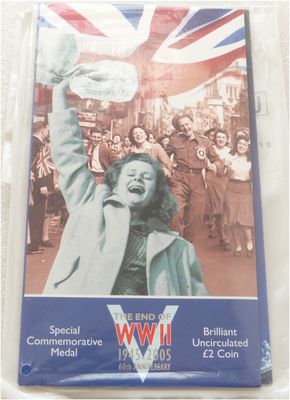 THE END OF
WWII
1945-2005
60th ANNIVERSARY
Special
Commemorative
Medal
Brilliant
Uncirculated
£2 Coin